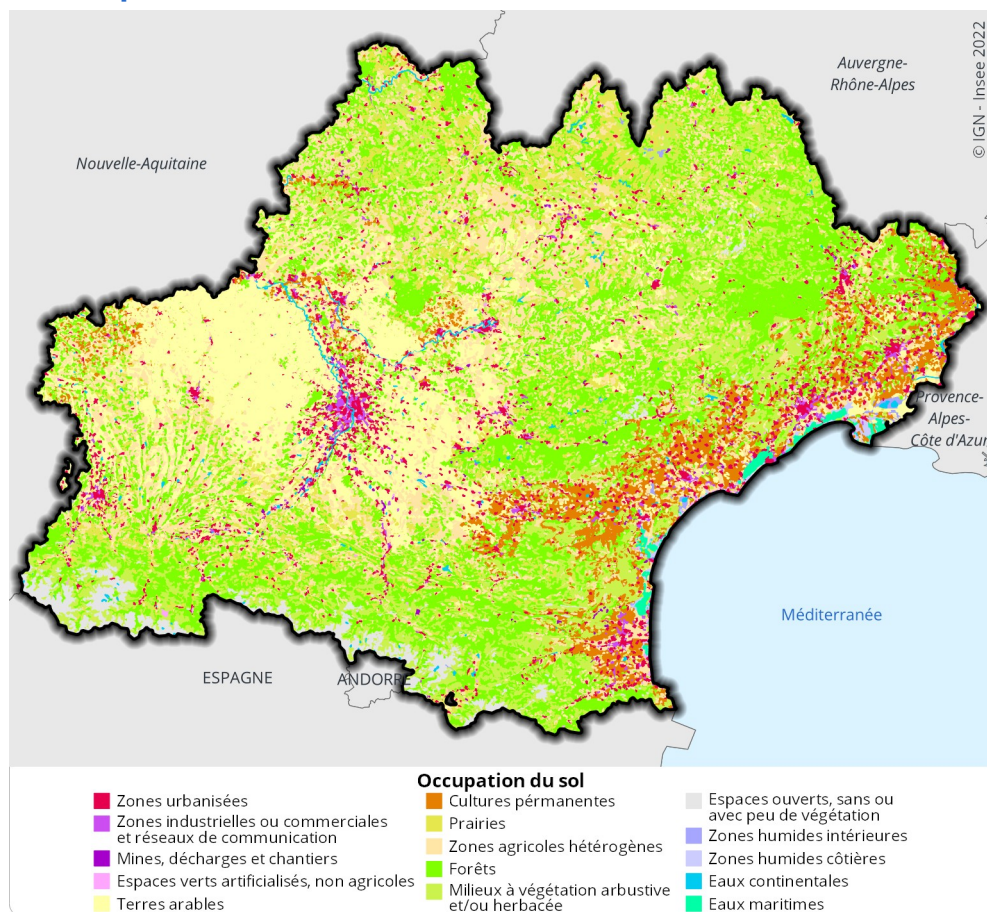 © IGN - Insee 2022
Auvergne-
Rhône-Alpes
Nouvelle-Aquitaine
Provence-
Alpes-
Côte d'Azur
Méditerranée
ESPAGNE
ANDORRE
Occupation du sol
Zones urbanisées
Zones industrielles ou commerciales
et réseaux de communication
Mines, décharges et chantiers
Espaces verts artificialisés, non agricoles
Terres arables
Cultures pérmanentes
Prairies
Zones agricoles hétérogènes
Forêts
Milieux à végétation arbustive
et/ou herbacée
Espaces ouverts, sans ou
avec peu de végétation
Zones humides intérieures
Zones humides côtières
Eaux continentales
Eaux maritimes